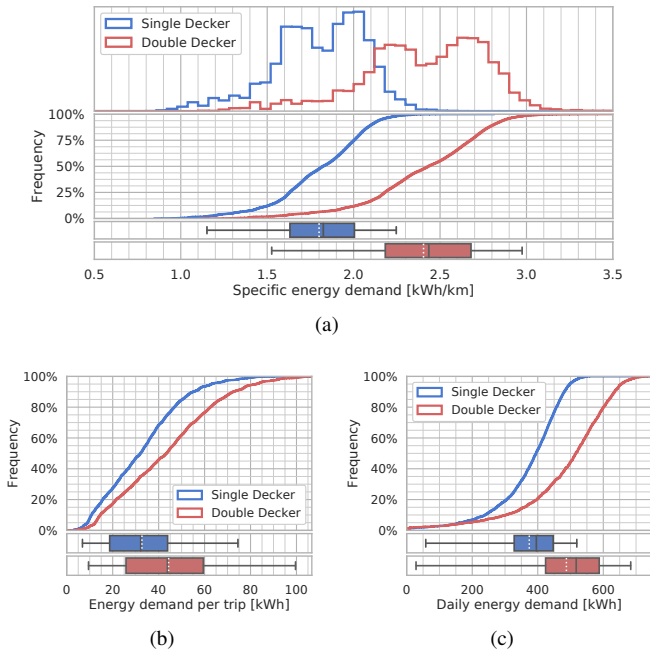 Single Decker
Double Decker
Frequency
100%
75%
50%
25%
0%
0.5 1.0 1.5 2.0 2.5 3.0 3.5
Specific energy demand [kWh/km]
(a)
Frequency
100%
80%
60%
40%
20%
0%
Single Decker
Double Decker
0 20 40 60 80 100
Energy demand per trip [kWh]
(b)
Frequency
100%
80%
60%
40%
20%
0%
Single Decker
Double Decker
0 200 400 600
Daily energy demand [kWh]
(c)